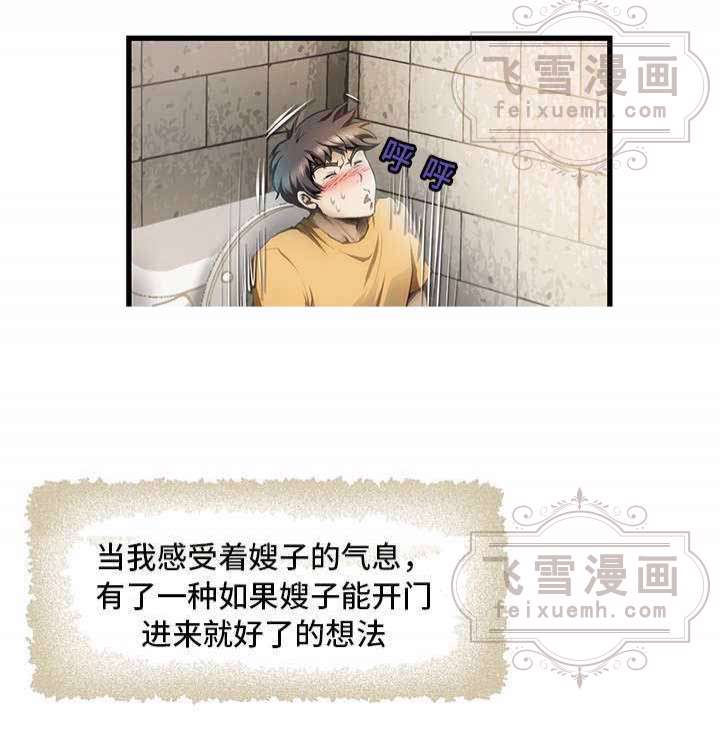 飞雪漫画
feixuemh.com
呼 呼
当我感受着嫂子的气息，
有了一种如果嫂子能开门
进来就好了的想法
飞雪漫画
feixuemh.com